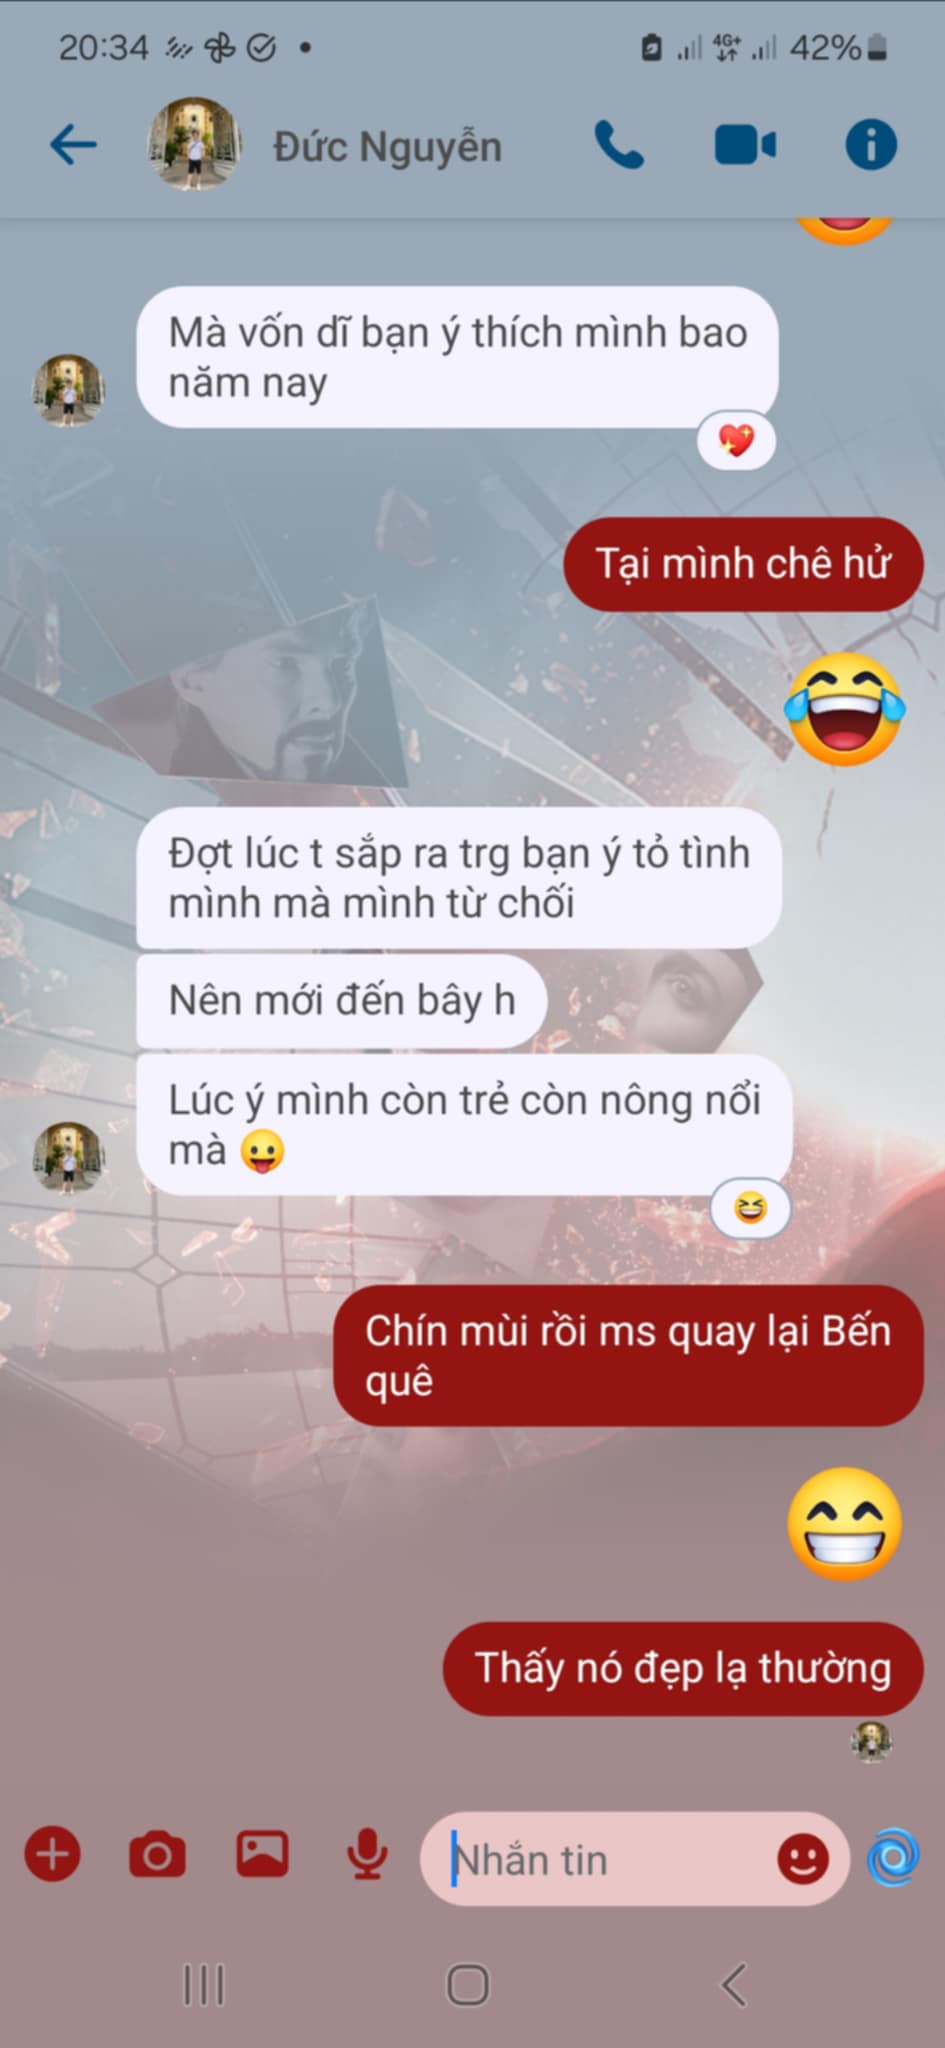 20:34
4G+
42%
Đức Nguyễn
Mà vốn dĩ bạn ý thích mình bao
năm nay
Tại mình chê hử
Đợt lúc t sắp ra trg bạn ý tỏ tình
mình mà mình từ chối
Nên mới đến bây h
Lúc ý mình còn trẻ còn nông nổi
mà 😛
Chín mùi rồi ms quay lại Bến
quê
Thấy nó đẹp lạ thường
Nhắn tin